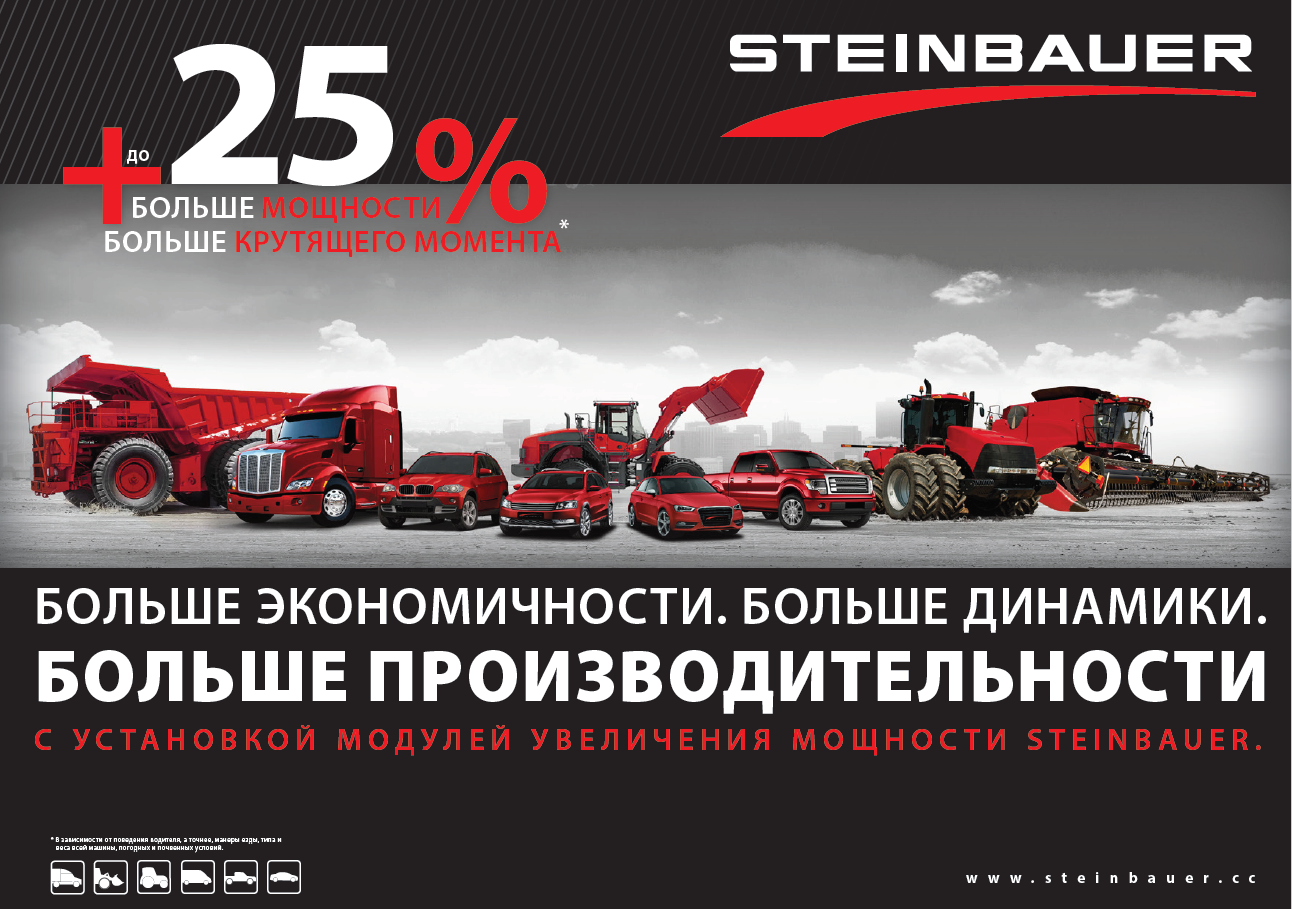 STEINBAUER
+ до 25%
БОЛЬШЕ МОЩНОСТИ
БОЛЬШЕ КРУТЯЩЕГО МОМЕНТА*
БОЛЬШЕ ЭКОНОМИЧНОСТИ. БОЛЬШЕ ДИНАМИКИ.
БОЛЬШЕ ПРОИЗВОДИТЕЛЬНОСТИ
С УСТАНОВКОЙ МОДУЛЕЙ УВЕЛИЧЕНИЯ МОЩНОСТИ STEINBAUER.
* В зависимости от поведения водителя, а точнее, манеры езды, типа и
веса всей машины, погодных и почвенных условий.
www.steinbauer.cc